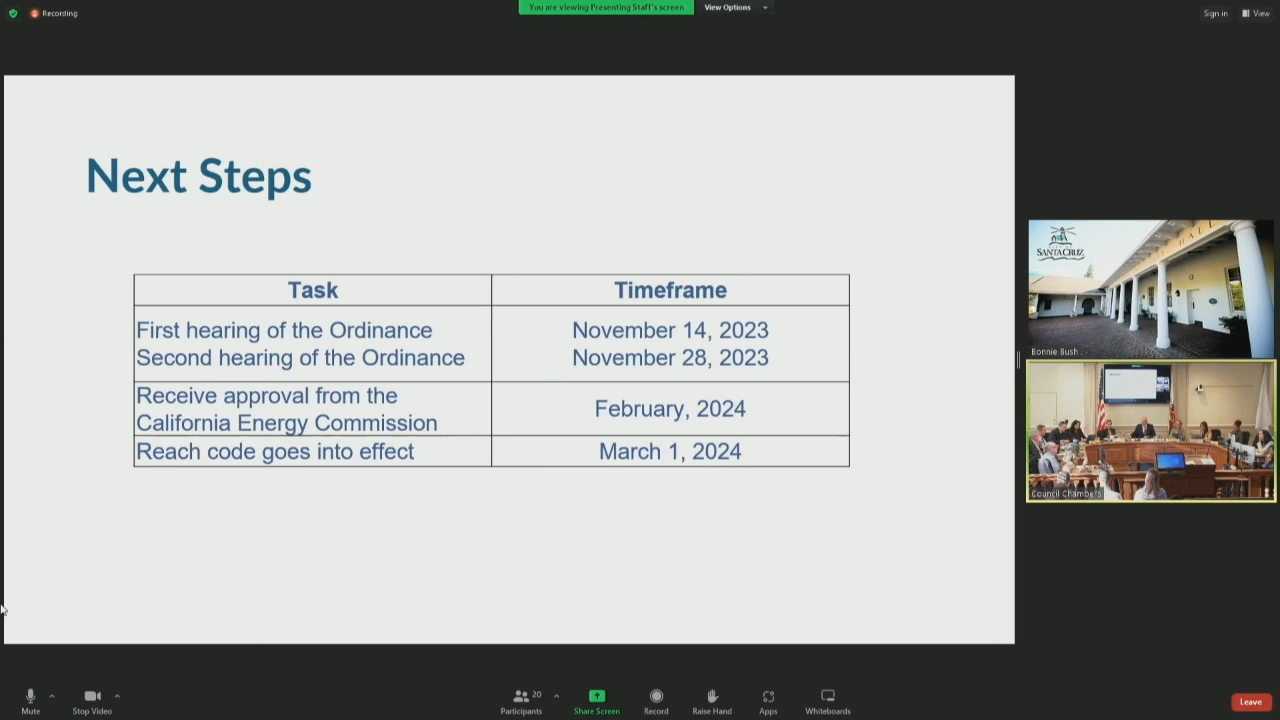 Recording
You are viewing Presenting Staff's screen
View Options
Sign in
View
Next Steps
Task
Timeframe
First hearing of the Ordinance
November 14, 2023
Second hearing of the Ordinance
November 28, 2023
Receive approval from the
California Energy Commission
February, 2024
Reach code goes into effect
March 1, 2024
SANTA CRUZ
HALL
Bonnie Bush
Council Chambers
Mute
Stop Video
20
Participants
Share Screen
Record
Raise Hand
Apps
Whiteboards
Leave